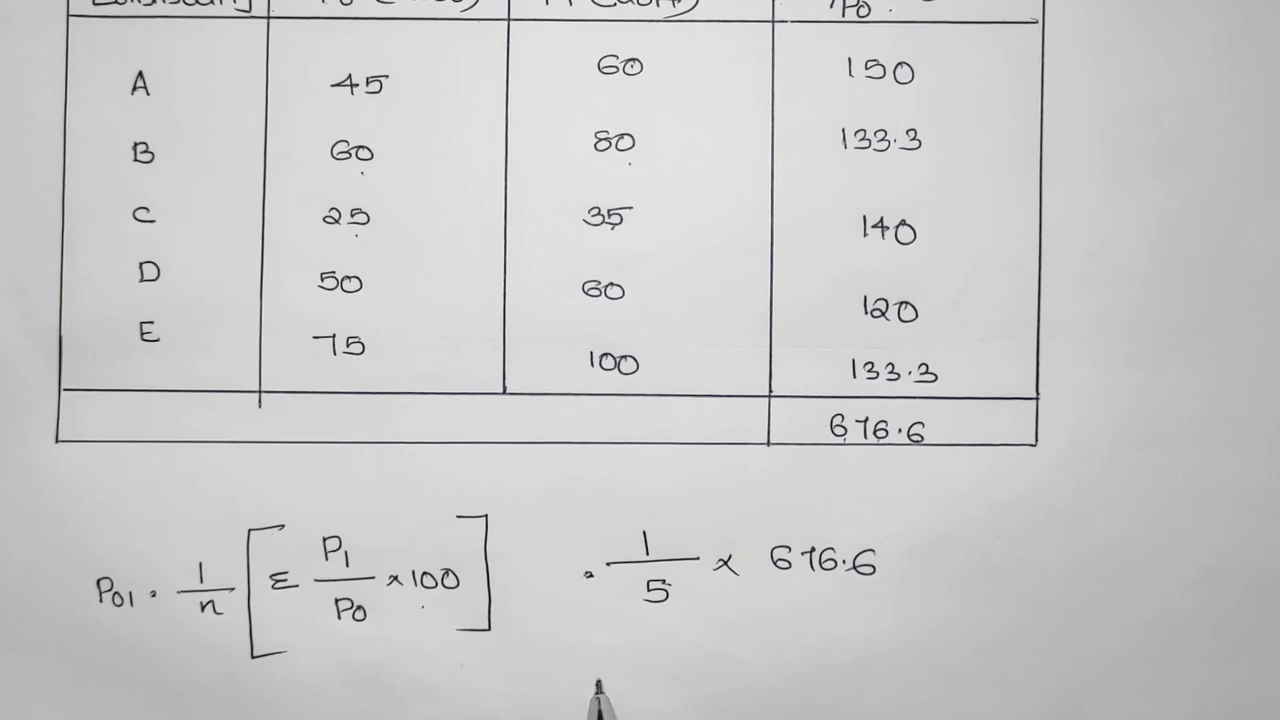 A 45 60 150
B 60 80 133.3
C 25 35 140
D 50 60 120
E 75 100 133.3
676.6
P01 = 1/n [Σ P1/P0 × 100] = 1/5 × 676.6